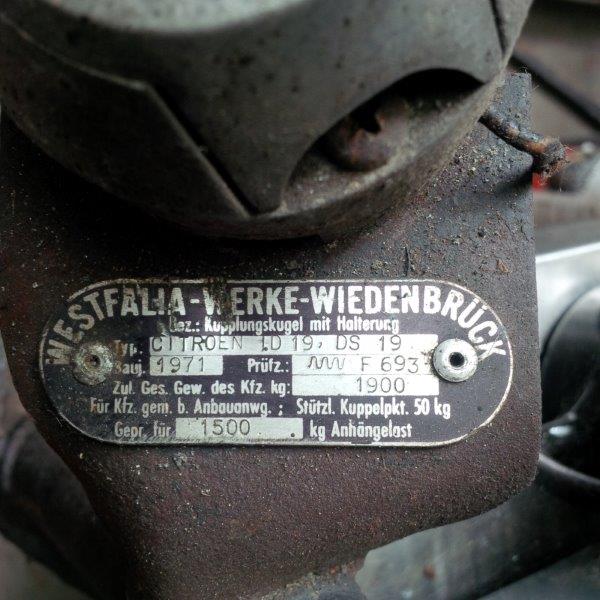 WESTFALIA-WERKE-WIEDENBRÜCK
Bez.: Kupplungskugel mit Halterung
Typ: CITROEN I.D 19, DS 19
Bauj. 1971 Prüfz.: F 693
Zul. Ges. Gew. des Kfz. kg: 1900
Für Kfz. gem. b. Anbauanwg. ; Stützl. Kuppelpkt. 50 kg
Gepr. für 1500 . kg Anhängelast